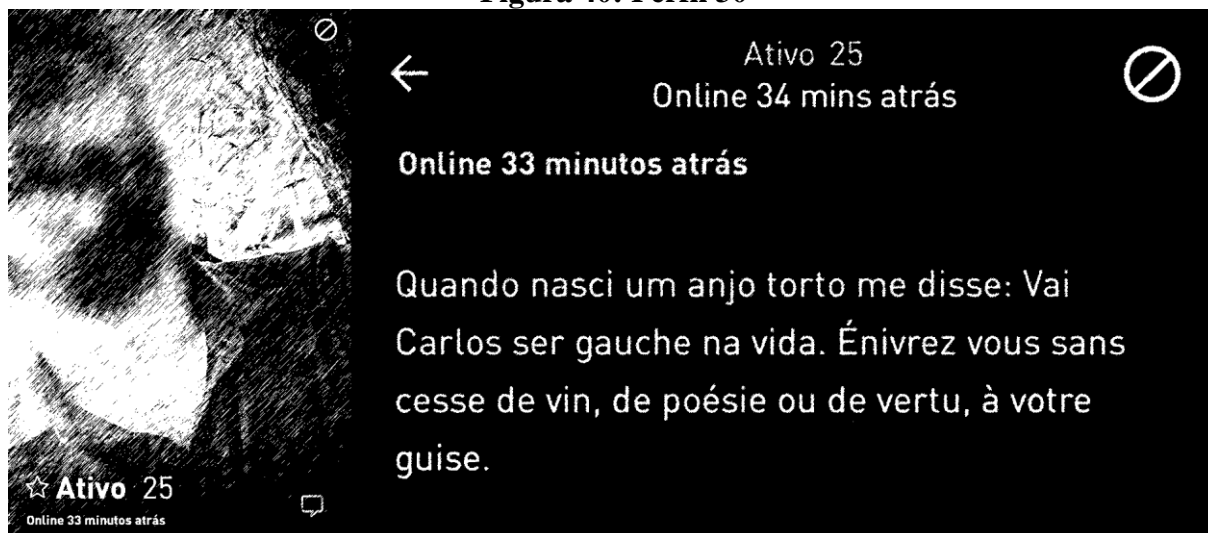 Figura 40: Perfil 30
Ativo 25
Online 33 minutos atrás
Ativo 25
Online 34 mins atrás
Online 33 minutos atrás
Quando nasci um anjo torto me disse: Vai
Carlos ser gauche na vida. Énivrez vous sans
cesse de vin, de poésie ou de vertu, à votre
guise.